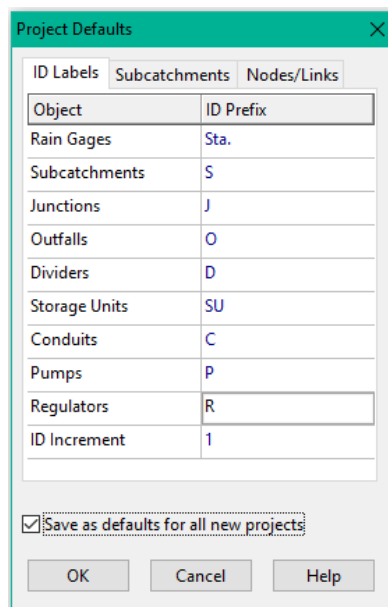 Project Defaults
ID Labels Subcatchments Nodes/Links
Object ID Prefix
Rain Gages Sta.
Subcatchments S
Junctions J
Outfalls O
Dividers D
Storage Units SU
Conduits C
Pumps P
Regulators R
ID Increment 1
Save as defaults for all new projects
OK Cancel Help